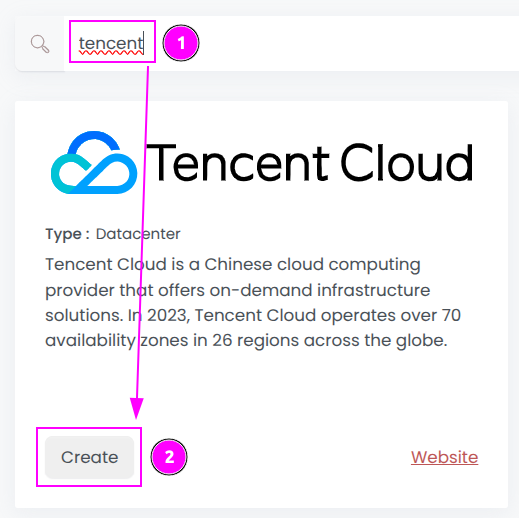 tencent
1
Tencent Cloud
Type : Datacenter
Tencent Cloud is a Chinese cloud computing
provider that offers on-demand infrastructure
solutions. In 2023, Tencent Cloud operates over 70
availability zones in 26 regions across the globe.
Create
2
Website